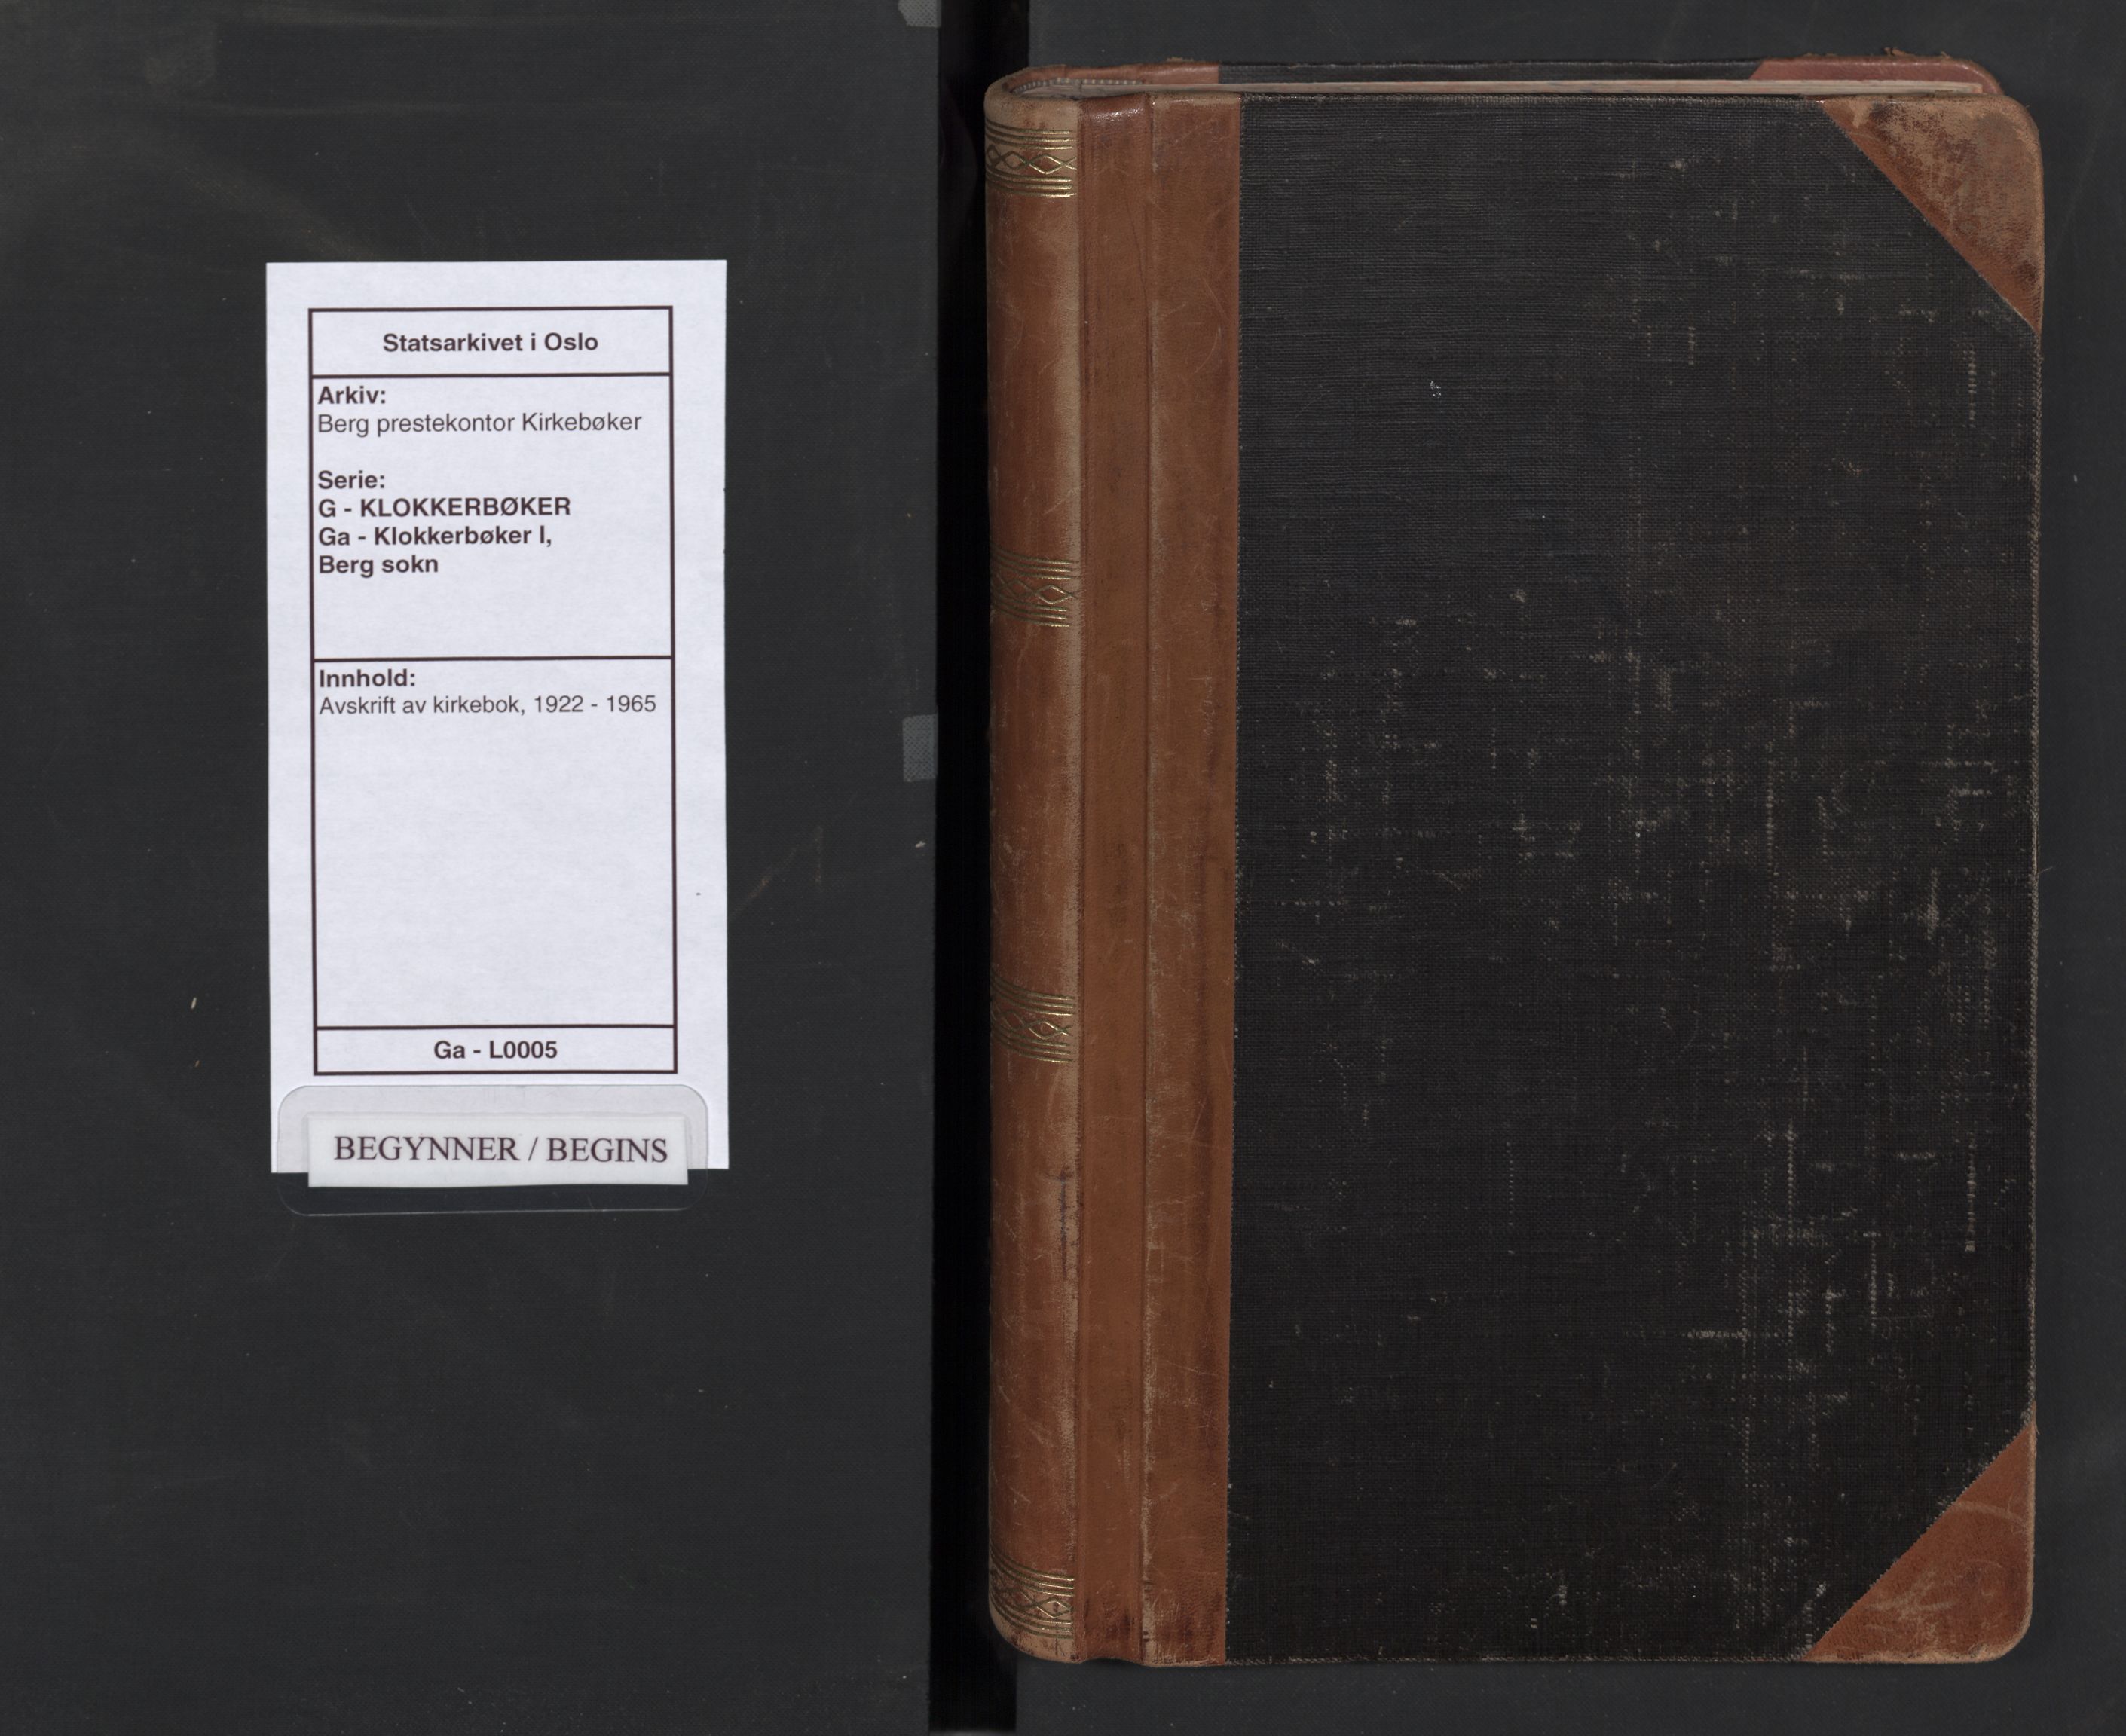 Statsarkivet i Oslo
Arkiv:
Berg prestekontor Kirkebøker
Serie:
G - KLOKKERBØKER
Ga - Klokkerbøker I,
Berg sokn
Innhold:
Avskrift av kirkebok, 1922 - 1965
Ga - L0005
BEGYNNER / BEGINS